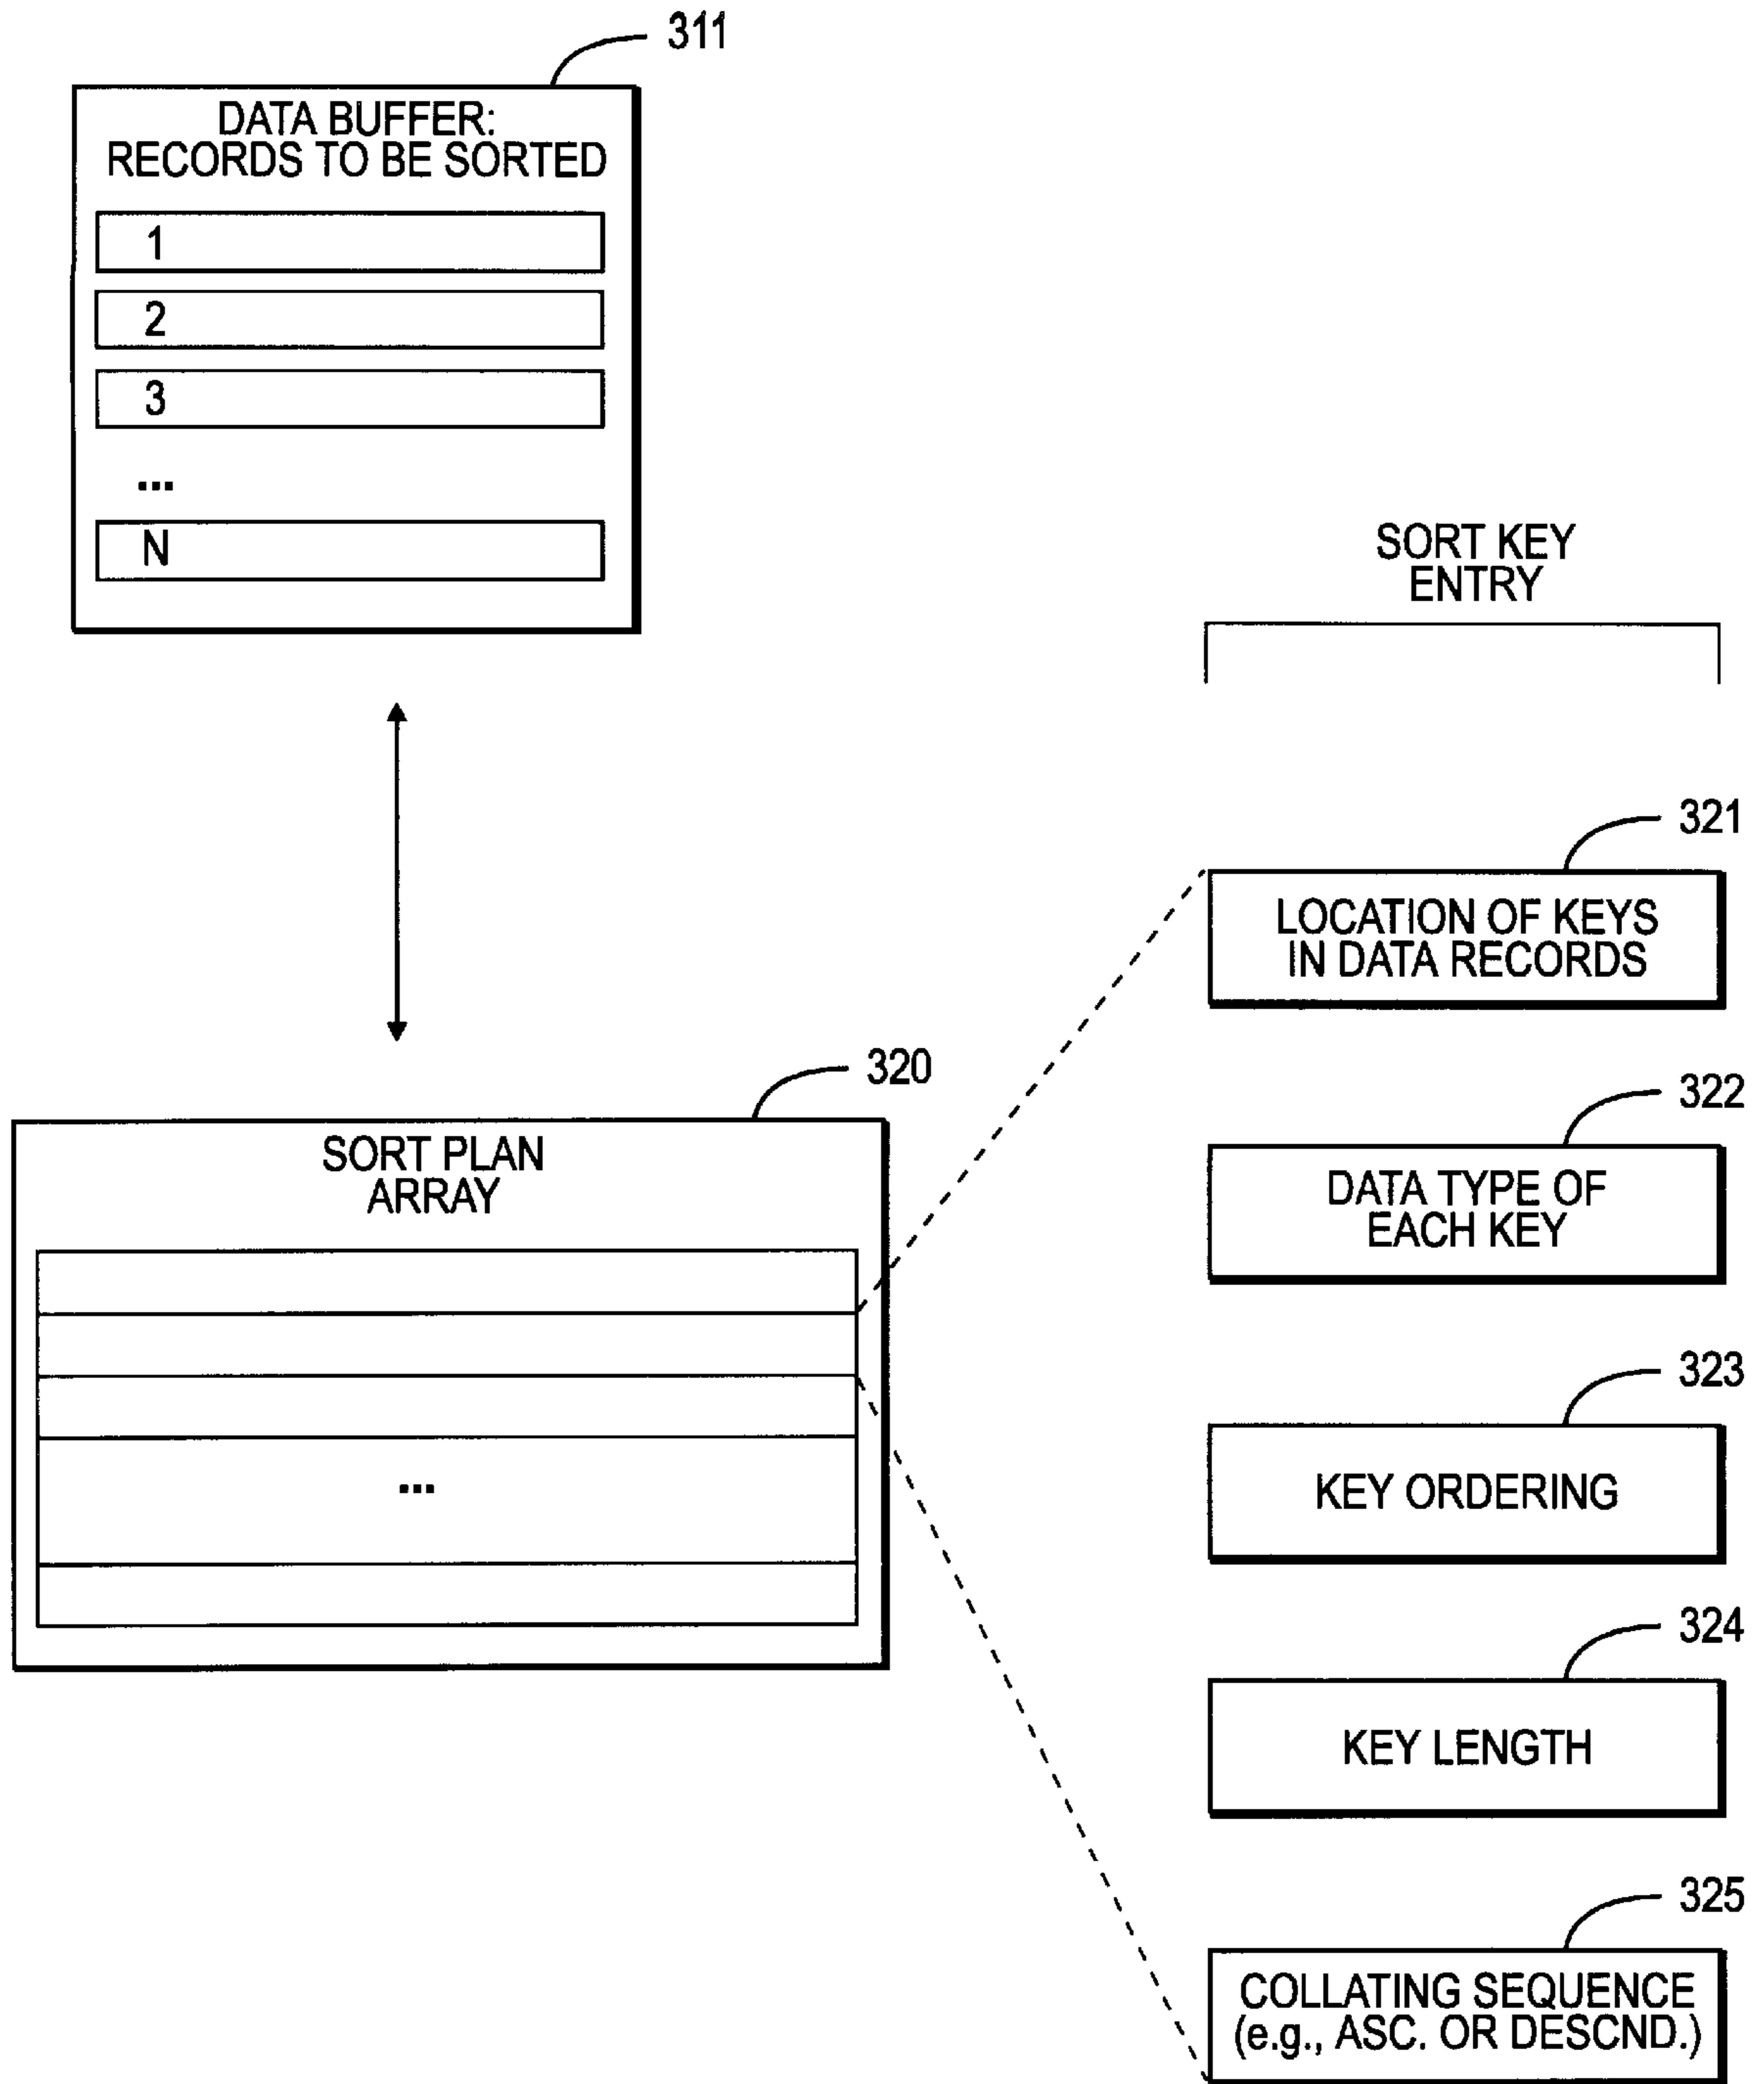 311
DATA BUFFER:
RECORDS TO BE SORTED
1
2
3
...
N
SORT KEY
ENTRY
321
LOCATION OF KEYS
IN DATA RECORDS
320
SORT PLAN
ARRAY
...
322
DATA TYPE OF
EACH KEY
323
KEY ORDERING
324
KEY LENGTH
325
COLLATING SEQUENCE
(e.g., ASC. OR DESCND.)